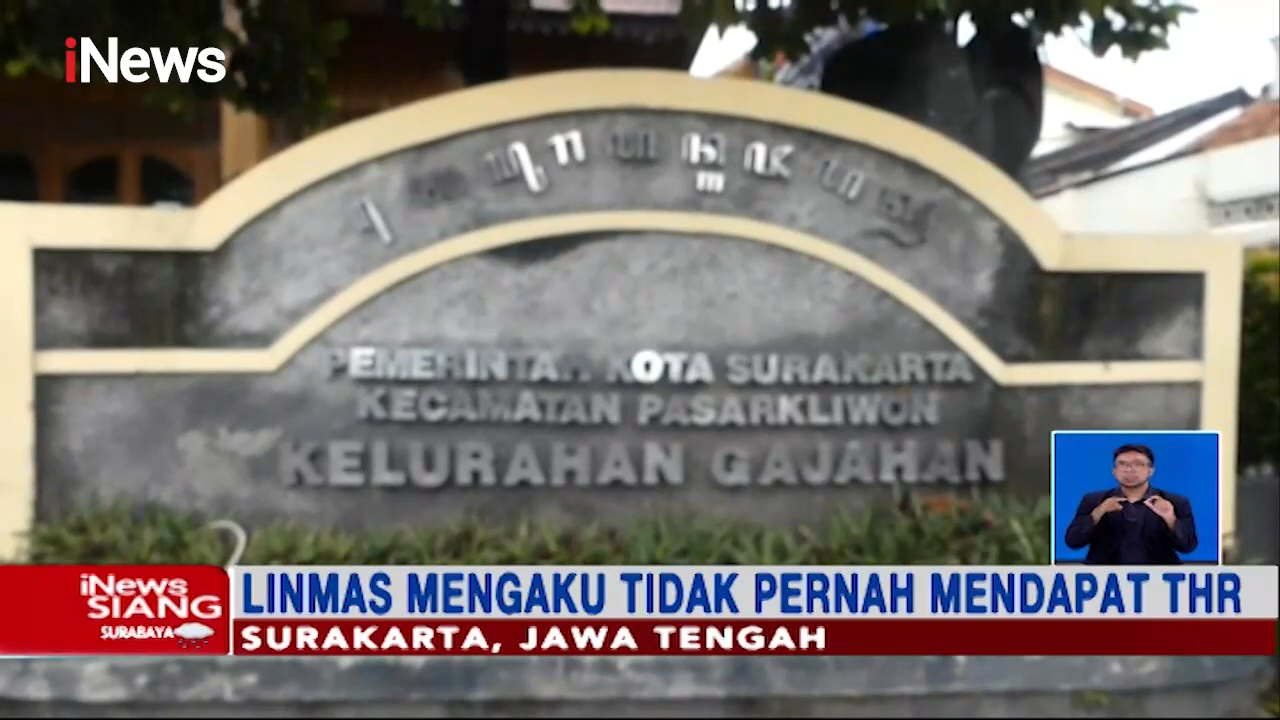 iNews
PEMERINTAH KOTA SURAKARTA
KECAMATAN PASARKLIWON
KELURAHAN GAJAHAN
iNews
SIANG
SURABAYA
LINMAS MENGAKU TIDAK PERNAH MENDAPAT THR
SURAKARTA, JAWA TENGAH